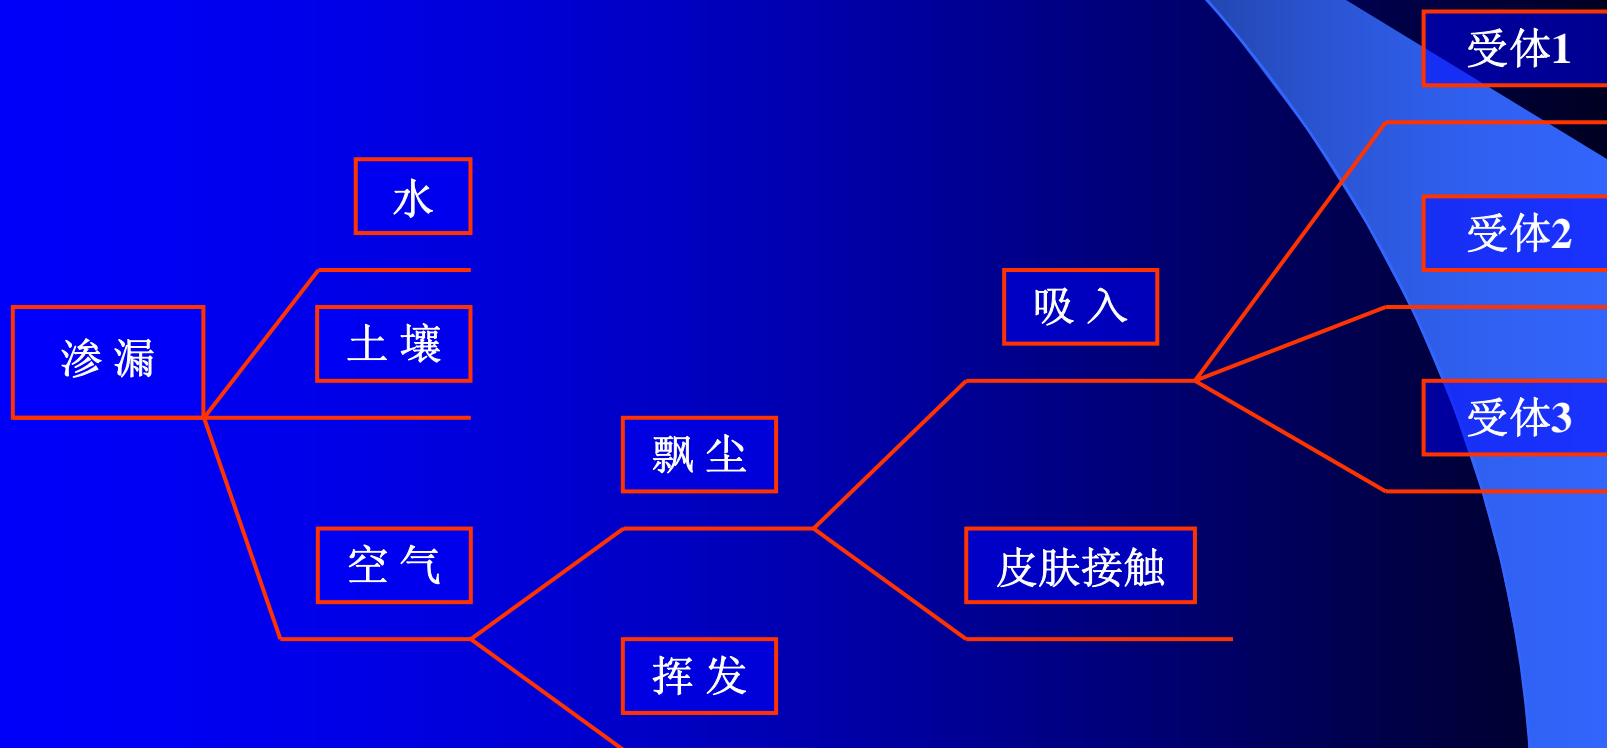 受体1
水
受体2
吸 入
土 壤
渗 漏
受体3
飘 尘
空 气
皮肤接触
挥 发